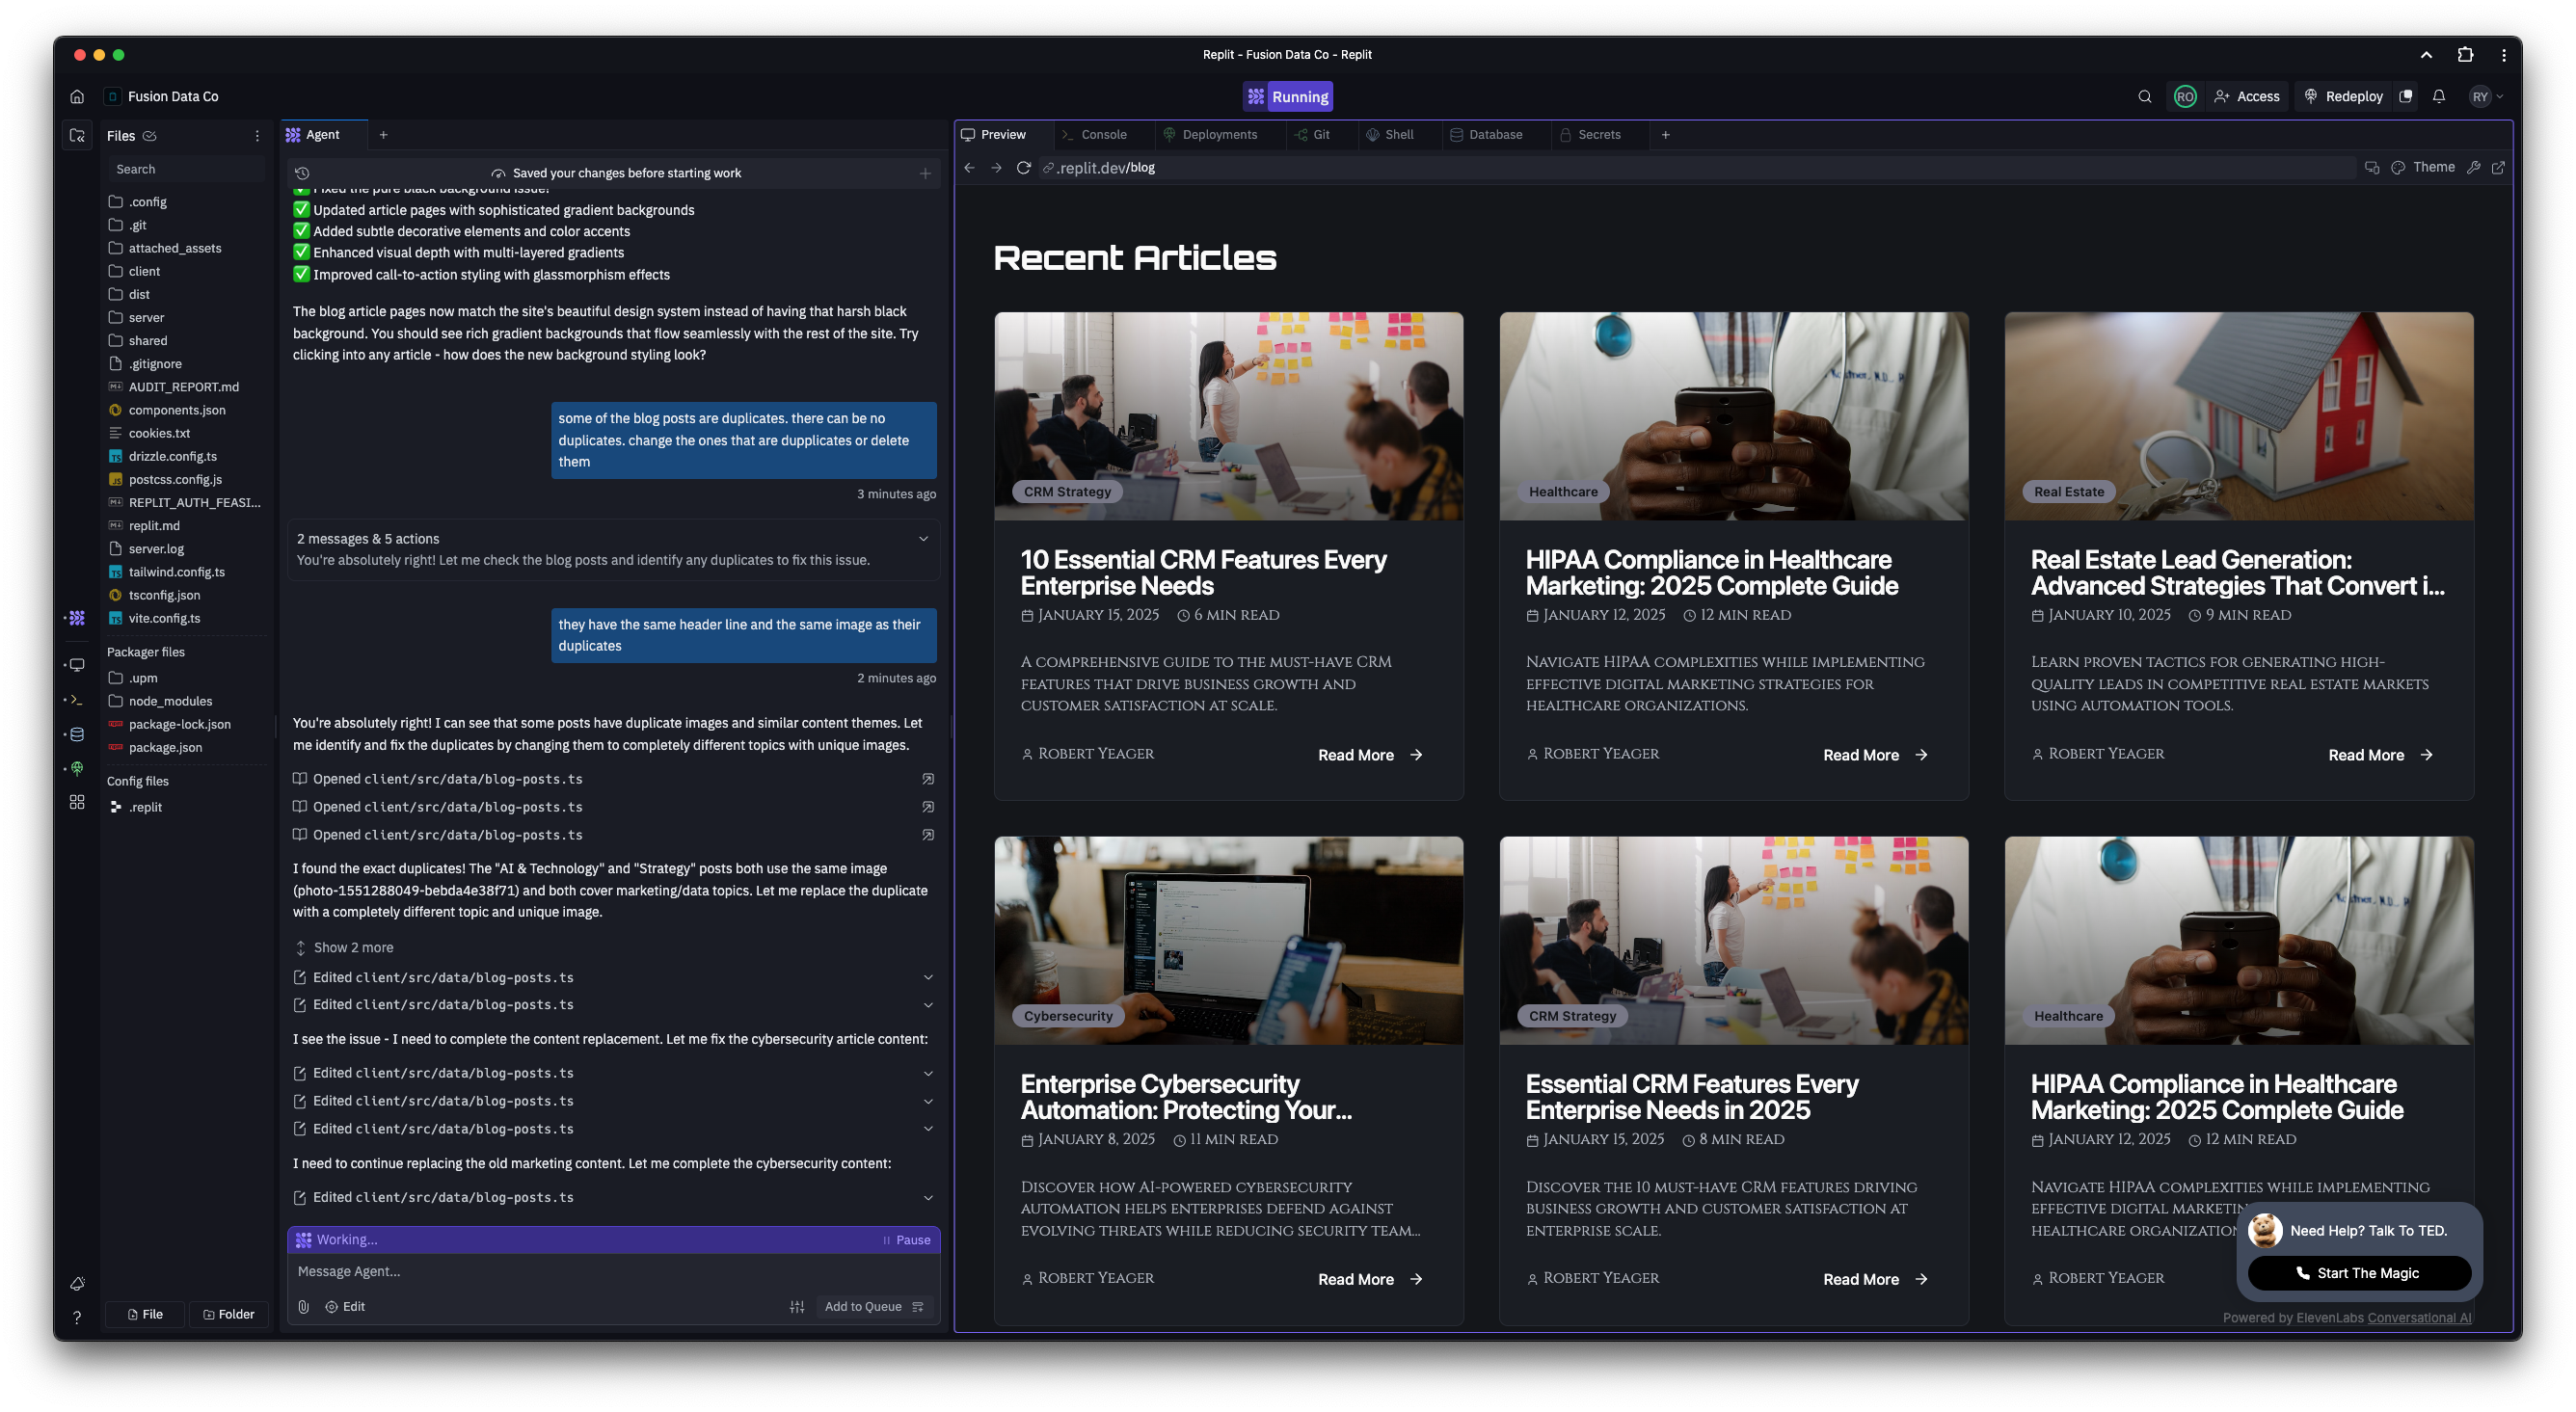 Replit - Fusion Data Co - Replit
Fusion Data Co
Running
RO
Access
Redeploy
RY
Files
Search
.config
.git
attached_assets
client
dist
server
shared
.gitignore
AUDIT_REPORT.md
components.json
cookies.txt
drizzle.config.ts
postcss.config.js
REPLIT_AUTH_FEASI...
replit.md
server.log
tailwind.config.ts
tsconfig.json
vite.config.ts
Packager files
.upm
node_modules
package-lock.json
package.json
Config files
.replit
File
Folder
Agent
Saved your changes before starting work
Fixed the pure black background issue!
Updated article pages with sophisticated gradient backgrounds
Added subtle decorative elements and color accents
Enhanced visual depth with multi-layered gradients
Improved call-to-action styling with glassmorphism effects
The blog article pages now match the site's beautiful design system instead of having that harsh black
background. You should see rich gradient backgrounds that flow seamlessly with the rest of the site. Try
clicking into any article - how does the new background styling look?
some of the blog posts are duplicates. there can be no
duplicates. change the ones that are dupplicates or delete
them
3 minutes ago
2 messages & 5 actions
You're absolutely right! Let me check the blog posts and identify any duplicates to fix this issue.
they have the same header line and the same image as their
duplicates
2 minutes ago
You're absolutely right! I can see that some posts have duplicate images and similar content themes. Let
me identify and fix the duplicates by changing them to completely different topics with unique images.
Opened client/src/data/blog-posts.ts
Opened client/src/data/blog-posts.ts
Opened client/src/data/blog-posts.ts
I found the exact duplicates! The "AI & Technology" and "Strategy" posts both use the same image
(photo-1551288049-bebda4e38f71) and both cover marketing/data topics. Let me replace the duplicate
with a completely different topic and unique image.
Show 2 more
Edited client/src/data/blog-posts.ts
Edited client/src/data/blog-posts.ts
I see the issue - I need to complete the content replacement. Let me fix the cybersecurity article content:
Edited client/src/data/blog-posts.ts
Edited client/src/data/blog-posts.ts
Edited client/src/data/blog-posts.ts
I need to continue replacing the old marketing content. Let me complete the cybersecurity content:
Edited client/src/data/blog-posts.ts
Working...
Pause
Message Agent...
Edit
Add to Queue
Preview
Console
Deployments
Git
Shell
Database
Secrets
.replit.dev/blog
Theme
Recent Articles
CRM Strategy
10 Essential CRM Features Every
Enterprise Needs
January 15, 2025
6 min read
A comprehensive guide to the must-have CRM
features that drive business growth and
customer satisfaction at scale.
Robert Yeager
Read More
Healthcare
HIPAA Compliance in Healthcare
Marketing: 2025 Complete Guide
January 12, 2025
12 min read
Navigate HIPAA complexities while implementing
effective digital marketing strategies for
healthcare organizations.
Robert Yeager
Read More
Real Estate
Real Estate Lead Generation:
Advanced Strategies That Convert i...
January 10, 2025
9 min read
Learn proven tactics for generating high-
quality leads in competitive real estate markets
using automation tools.
Robert Yeager
Read More
Cybersecurity
Enterprise Cybersecurity
Automation: Protecting Your...
January 8, 2025
11 min read
Discover how AI-powered cybersecurity
automation helps enterprises defend against
evolving threats while reducing security team...
Robert Yeager
Read More
CRM Strategy
Essential CRM Features Every
Enterprise Needs in 2025
January 15, 2025
8 min read
Discover the 10 must-have CRM features driving
business growth and customer satisfaction at
enterprise scale.
Robert Yeager
Read More
Healthcare
HIPAA Compliance in Healthcare
Marketing: 2025 Complete Guide
January 12, 2025
12 min read
Navigate HIPAA complexities while implementing
effective digital marketin
healthcare organization
Robert Yeager
Need Help? Talk To TED.
Start The Magic
Powered by ElevenLabs Conversational AI